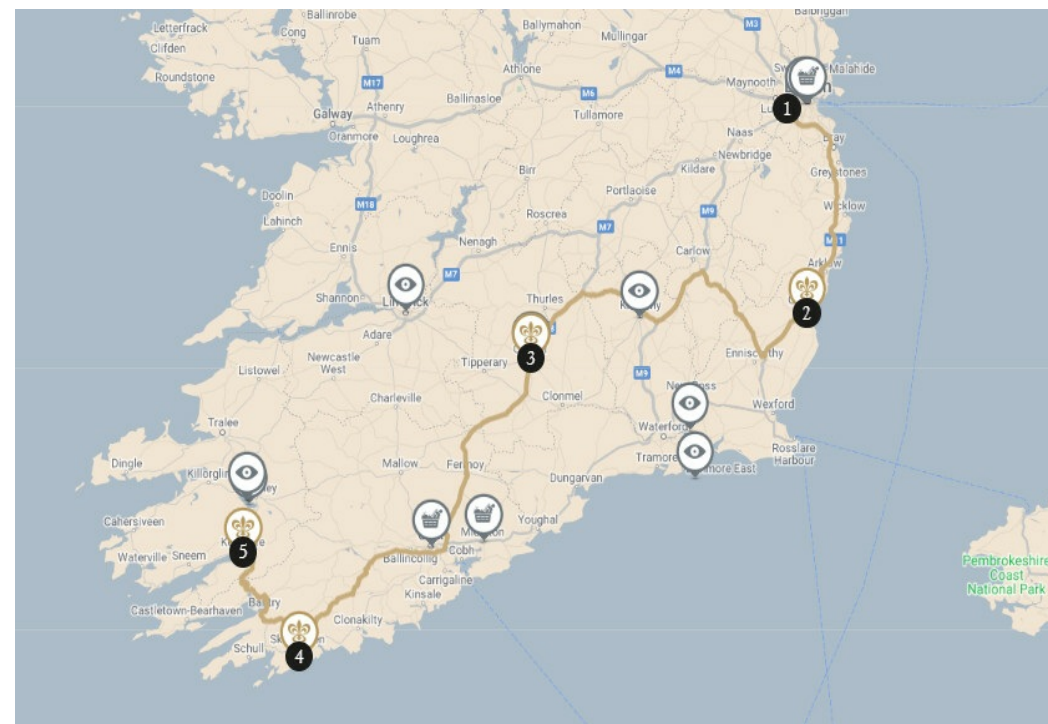 Letterfrack
Cong
Ballinrobe
Ballymahon
M3
Balbriggan
Clifden
Tuam
Mullingar
Roundstone
Athlone
M4
Maynooth
Malahide
M17
Ballinasloe
M6
Athenry
Tullamore
1
Galway
Oranmore
Loughrea
Naas
Bray
Newbridge
Kildare
Greystones
Birr
Portlaoise
Doolin
M18
Roscrea
M9
Wicklow
Lahinch
M7
Ennis
Nenagh
Carlow
M7
Arklow
Shannon
Thurles
2
Adare
3
Tipperary
Enniscorthy
Newcastle
West
Listowel
M9
Charleville
Clonmel
Wexford
Tralee
Waterford
Rosslare
Harbour
Dingle
Mallow
Fermoy
Tramore
Killorglin
Dungarvan
Cahersiveen
Youghal
5
Waterville
Sneem
Ballincollig
Cobh
Carrigaline
Pembrokeshire
Coast
National Park
Kinsale
Castletown-Bearhaven
Bantry
Clonakilty
Schull
4